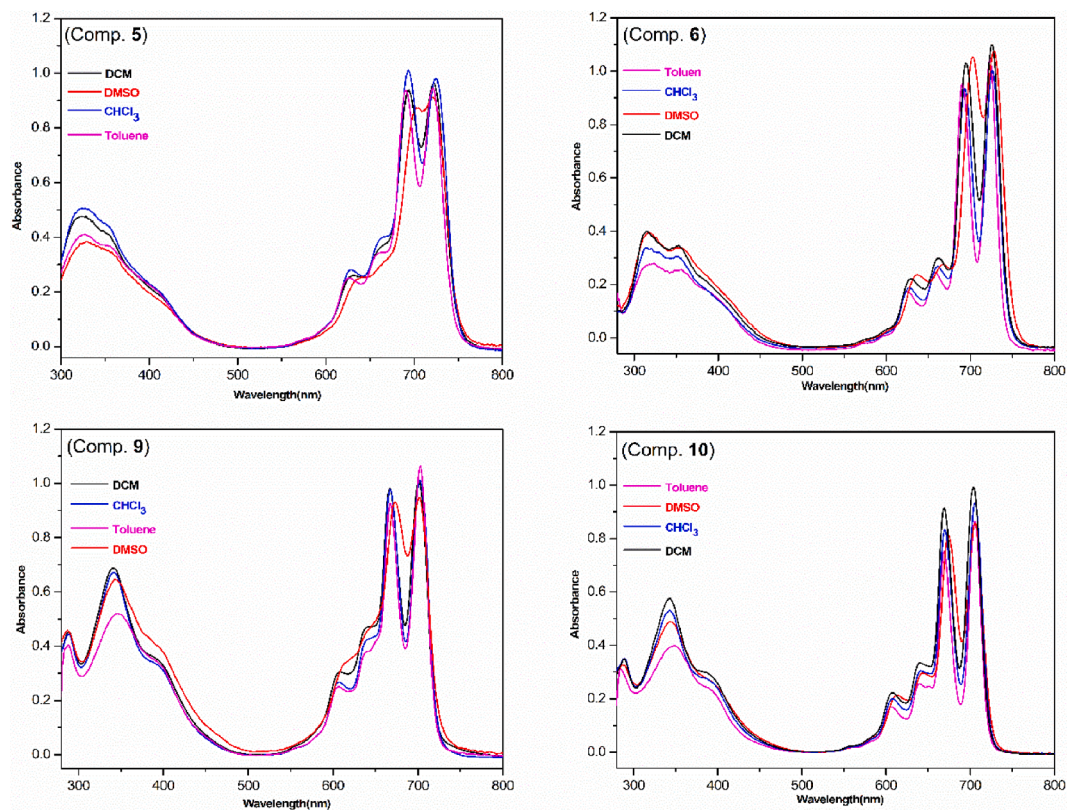 (Comp. 5)
DCM
DMSO
CHCl3
Toluene
Absorbance
1.2
1.0
0.8
0.6
0.4
0.2
0.0
300 400 500 600 700 800
Wavelength(nm)
(Comp. 6)
Toluen
CHCl3
DMSO
DCM
Absorbance
1.2
1.0
0.8
0.6
0.4
0.2
0.0
300 400 500 600 700 800
Wavelength(nm)
(Comp. 9)
DCM
CHCl3
Toluene
DMSO
Absorbance
1.2
1.0
0.8
0.6
0.4
0.2
0.0
300 400 500 600 700 800
Wavelength(nm)
(Comp. 10)
Toluene
DMSO
CHCl3
DCM
Absorbance
1.2
1.0
0.8
0.6
0.4
0.2
0.0
300 400 500 600 700 800
Wavelength(nm)